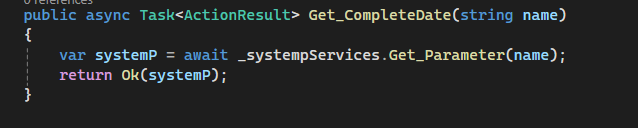 0 references
public async Task<ActionResult> Get_CompleteDate(string name)
{
var systemP = await _systempServices.Get_Parameter(name);
return Ok(systemP);
}